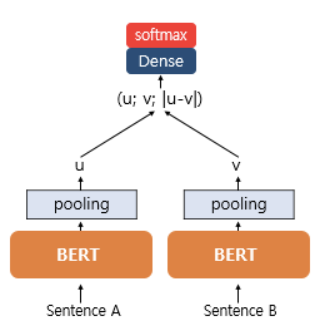 softmax
Dense
(u; v; |u-v|)
u v
pooling pooling
BERT BERT
Sentence A Sentence B